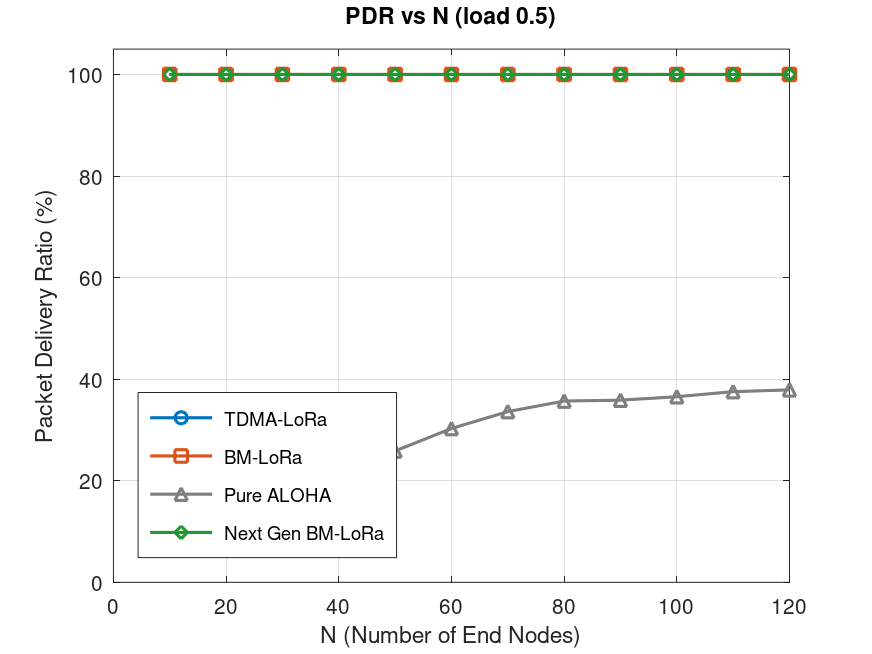 PDR vs N (load 0.5)
Packet Delivery Ratio (%)
100
80
60
40
20
0
TDMA-LoRa
BM-LoRa
Pure ALOHA
Next Gen BM-LoRa
0 20 40 60 80 100 120
N (Number of End Nodes)